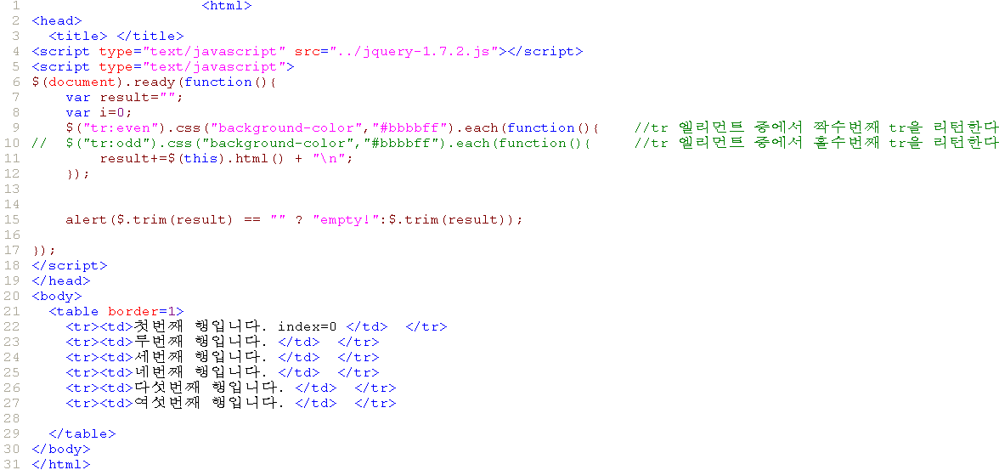 1 <html>
2 <head>
3 <title> </title>
4 <script type="text/javascript" src="../jquery-1.7.2.js"></script>
5 <script type="text/javascript">
6 $(document).ready(function(){
7 var result="";
8 var i=0;
9 $("tr:even").css("background-color","#bbbbff").each(function(){ //tr 엘리먼트 중에서 짝수번째 tr을 리턴한다
10 // $("tr:odd").css("background-color","#bbbbff").each(function(){ //tr 엘리먼트 중에서 홀수번째 tr을 리턴한다
11 result+=$(this).html() + "\n";
12 });
13
14
15 alert($.trim(result) == "" ? "empty!":$.trim(result));
16
17 });
18 </script>
19 </head>
20 <body>
21 <table border=1>
22 <tr><td>첫번째 행입니다. index=0 </td> </tr>
23 <tr><td>두번째 행입니다. </td> </tr>
24 <tr><td>세번째 행입니다. </td> </tr>
25 <tr><td>네번째 행입니다. </td> </tr>
26 <tr><td>다섯번째 행입니다. </td> </tr>
27 <tr><td>여섯번째 행입니다. </td> </tr>
28
29 </table>
30 </body>
31 </html>